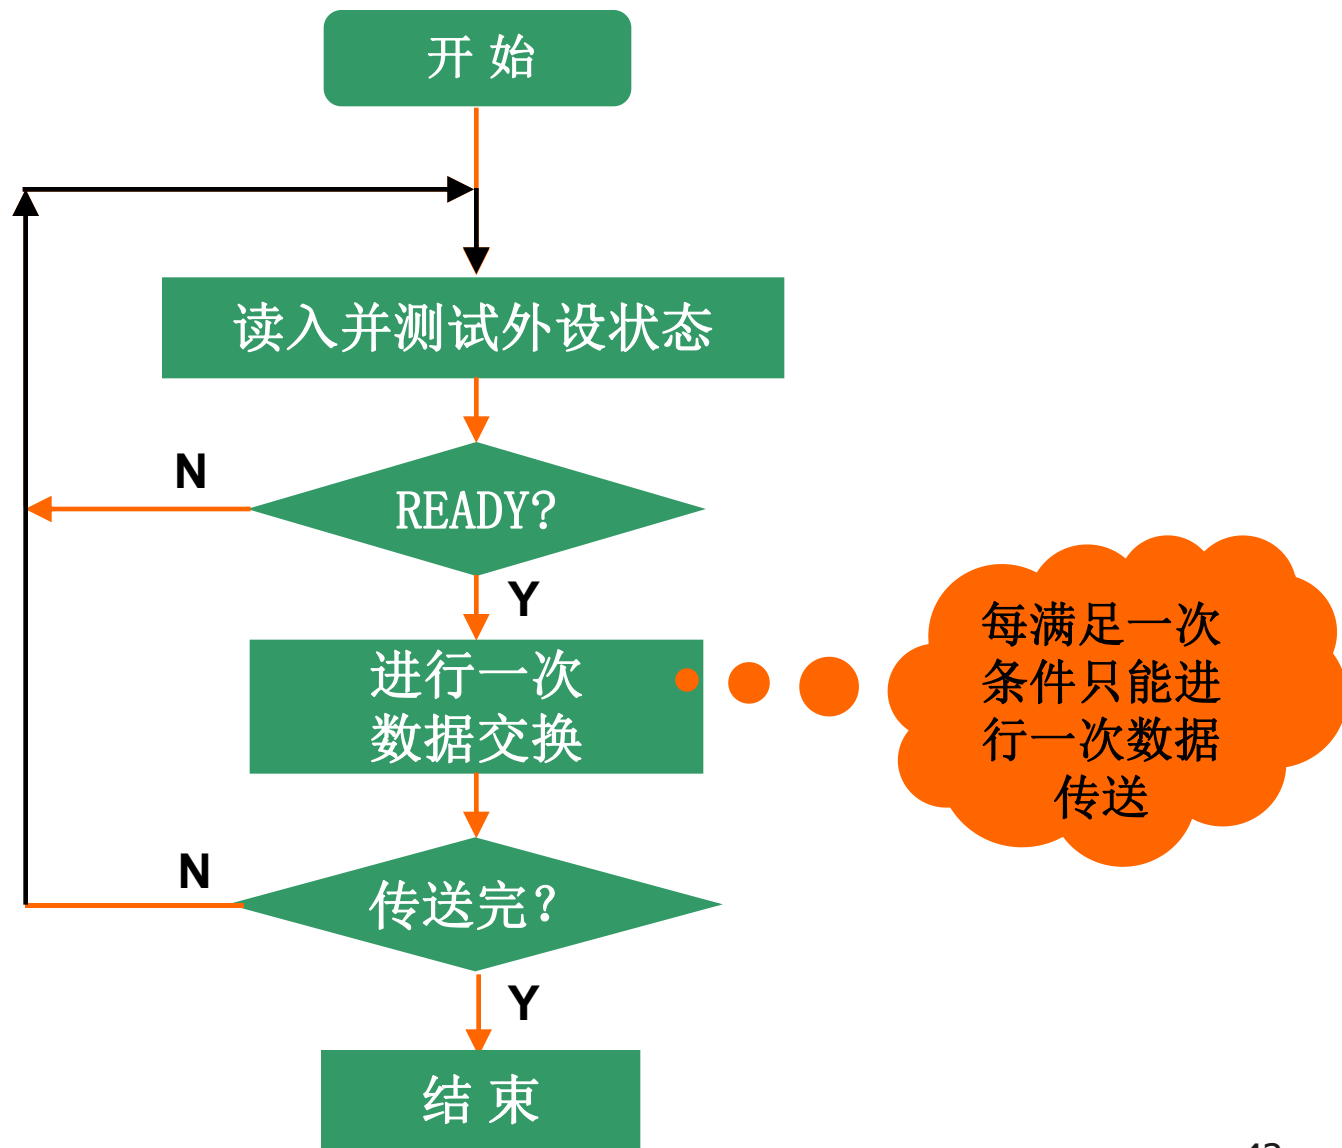 开 始
读入并测试外设状态
N
READY?
Y
进行一次
数据交换
每满足一次
条件只能进
行一次数据
传送
N
传送完?
Y
结 束